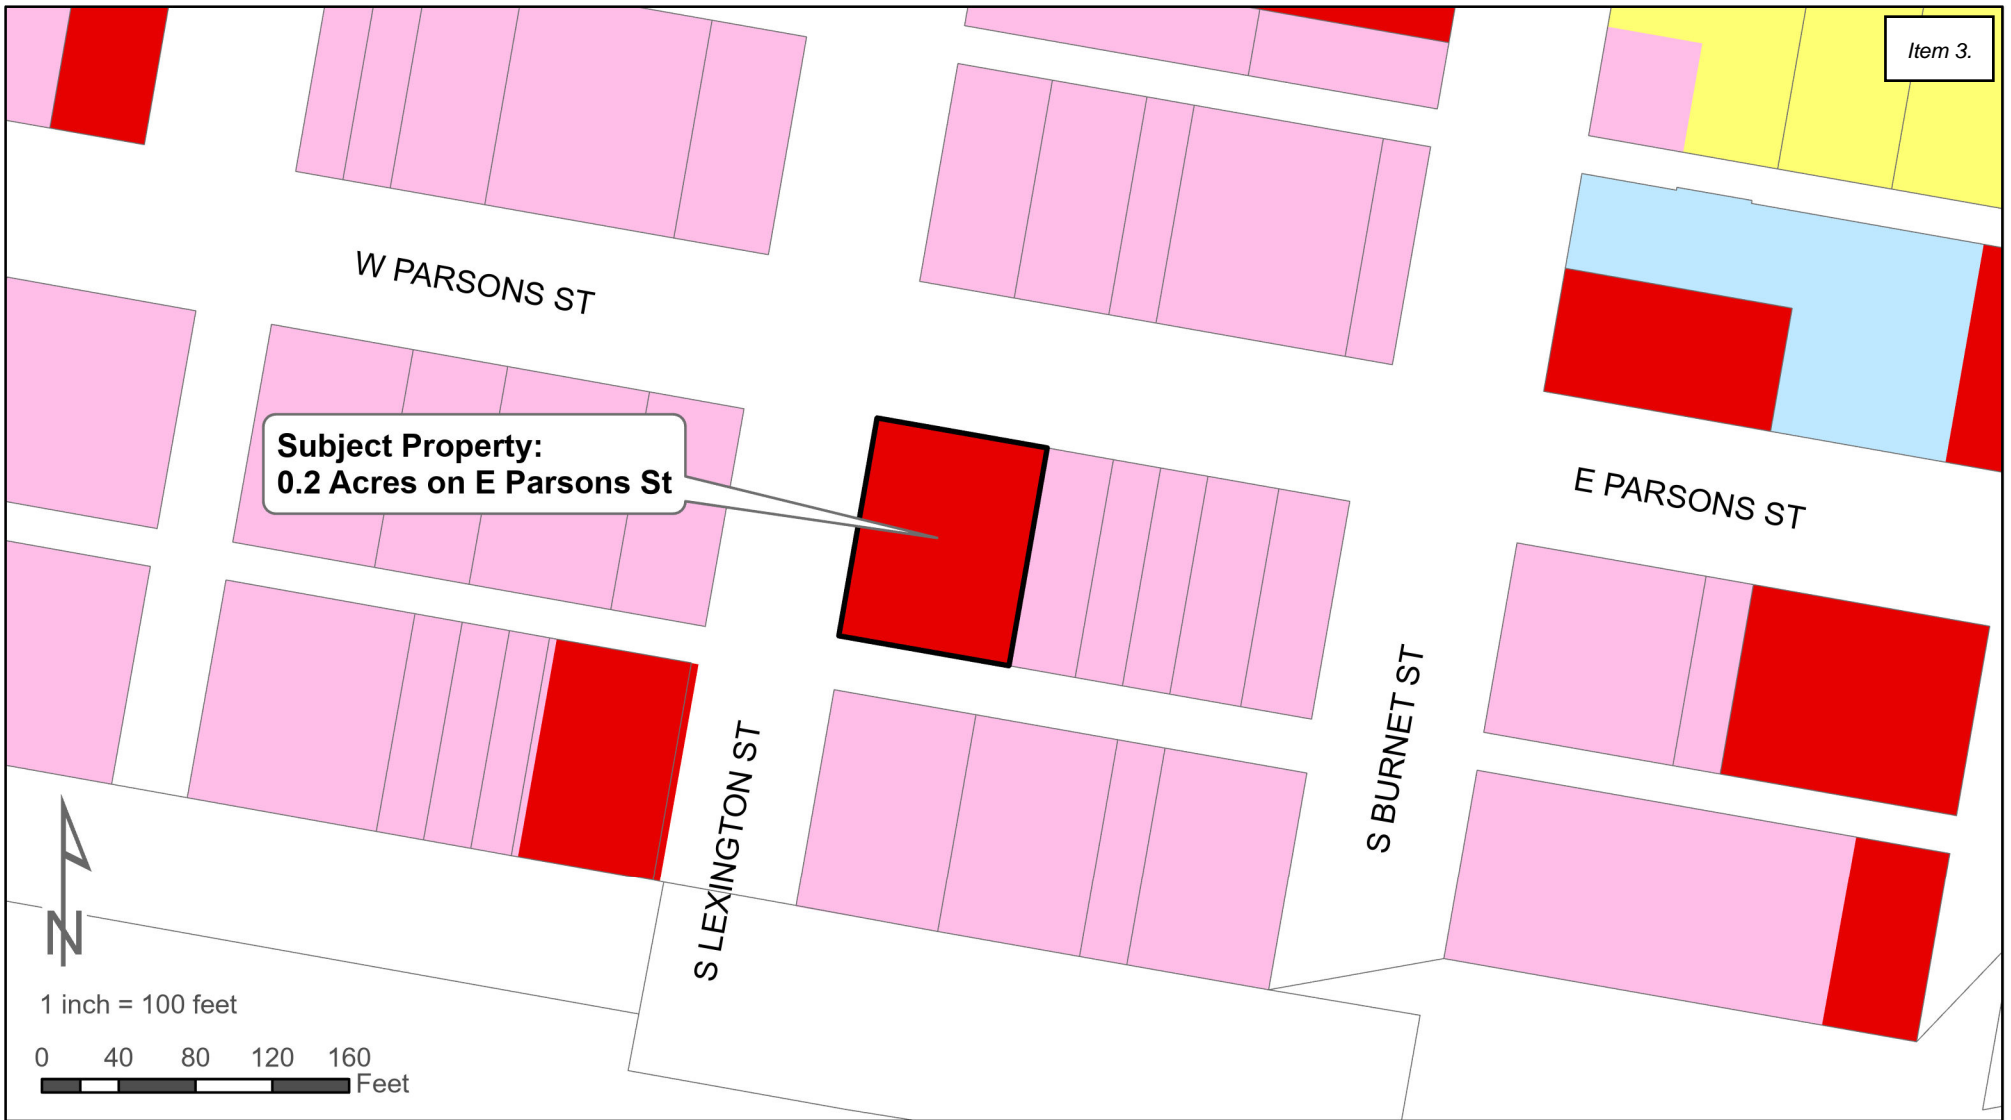 Item 3.
W PARSONS ST
Subject Property:
0.2 Acres on E Parsons St
E PARSONS ST
S BURNET ST
S LEXINGTON ST
N
1 inch = 100 feet
0 40 80 120 160
Feet